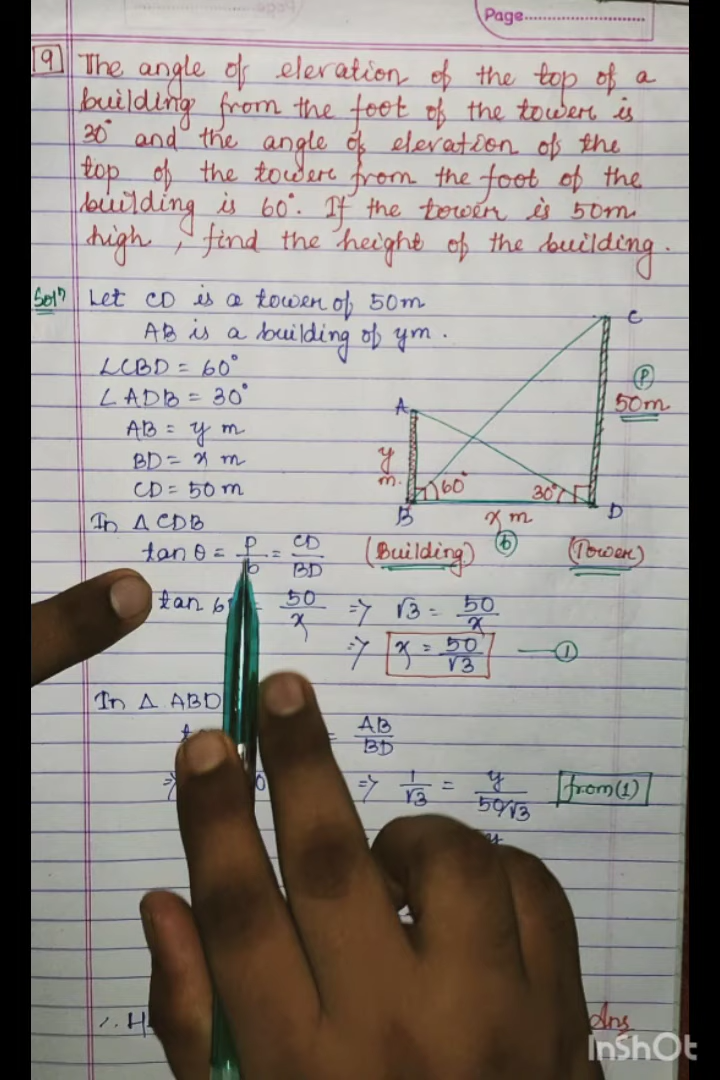 Page
9 The angle of elevation of the top of a
building from the foot of the tower is
30° and the angle of elevation of the
top of the tower from the foot of the
building is 60°. If the tower is 50m
high, find the height of the building.
Solⁿ Let CD is a tower of 50m
AB is a building of ym.
∠CBD = 60°
∠ADB = 30°
AB = y m
BD = x m
CD = 50 m
C
P
50m
A
y
m.
60°
30°
B
x m
D
b
(Building)
(Tower)
In Δ CDB
tan θ = P/b = CD/BD
tan 6 = 50/x ⇒ √3 = 50/x
⇒ x = 50/√3 — 1
In Δ ABD
= AB/BD
⇒ 0 ⇒ 1/√3 = y/50/√3 from(1)
y
∴ H
Ans
InShOt